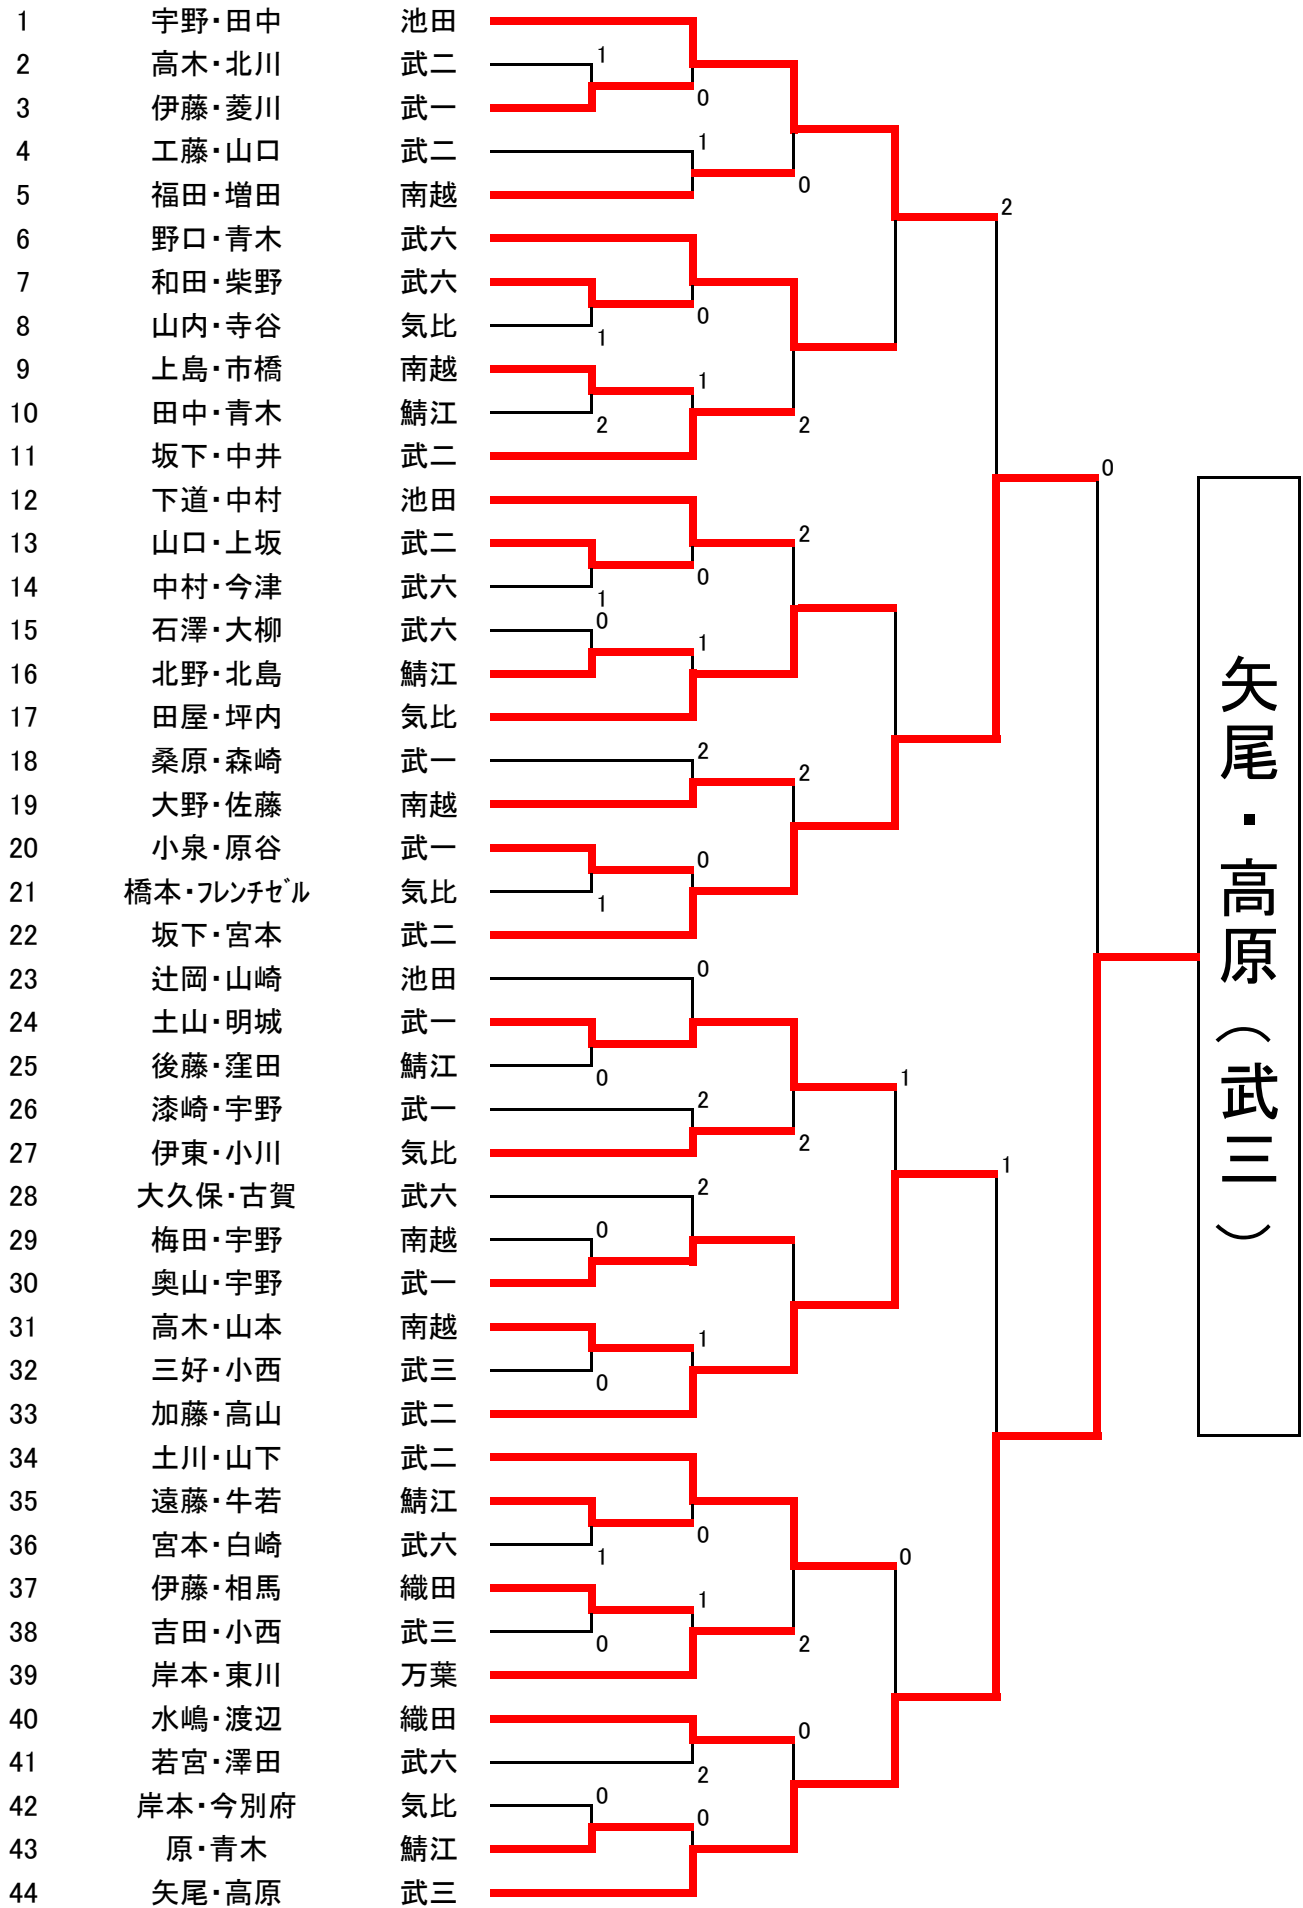 1 宇野・田中 池田
2 高木・北川 武二 1
3 伊藤・菱川 武一 0
4 工藤・山口 武二 1
5 福田・増田 南越 0 2
6 野口・青木 武六
7 和田・柴野 武六 0
8 山内・寺谷 気比 1
9 上島・市橋 南越 1
10 田中・青木 鯖江 2 2
11 坂下・中井 武二 0
12 下道・中村 池田 2
13 山口・上坂 武二 0
14 中村・今津 武六 1
15 石澤・大柳 武六 0 1
16 北野・北島 鯖江
17 田屋・坪内 気比
18 桑原・森崎 武一 2 2
19 大野・佐藤 南越
20 小泉・原谷 武一 0
21 橋本・フレンチゼル 気比 1
22 坂下・宮本 武二
23 辻岡・山崎 池田 0
24 土山・明城 武一
25 後藤・窪田 鯖江 0 1
26 漆崎・宇野 武一 2 2
27 伊東・小川 気比 1
28 大久保・古賀 武六 2
29 梅田・宇野 南越 0
30 奥山・宇野 武一
31 高木・山本 南越 1
32 三好・小西 武三 0
33 加藤・高山 武二
34 土川・山下 武二
35 遠藤・牛若 鯖江 0
36 宮本・白崎 武六 1 0
37 伊藤・相馬 織田 1
38 吉田・小西 武三 0 2
39 岸本・東川 万葉
40 水嶋・渡辺 織田 0
41 若宮・澤田 武六 2
42 岸本・今別府 気比 0 0
43 原・青木 鯖江
44 矢尾・高原 武三
矢尾・高原(武三)